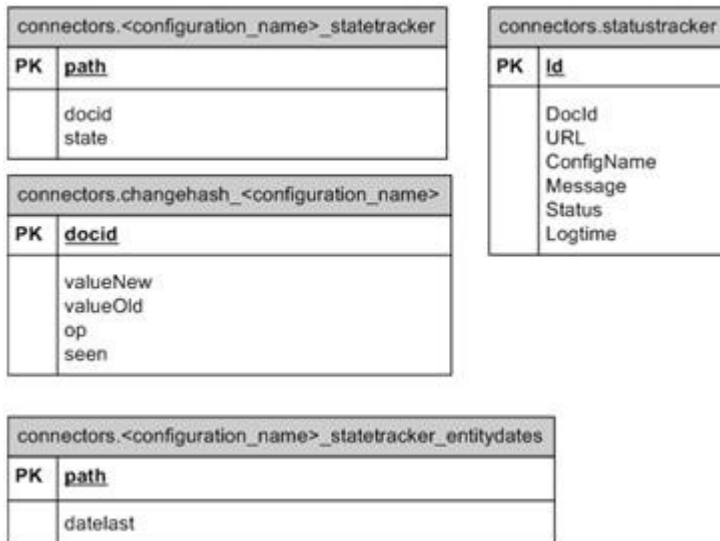 connectors.<configuration_name>_statetracker
PK path
docid
state
connectors.statustracker
PK Id
DocId
URL
ConfigName
Message
Status
Logtime
connectors.changehash_<configuration_name>
PK docid
valueNew
valueOld
op
seen
connectors.<configuration_name>_statetracker_entitydates
PK path
datelast